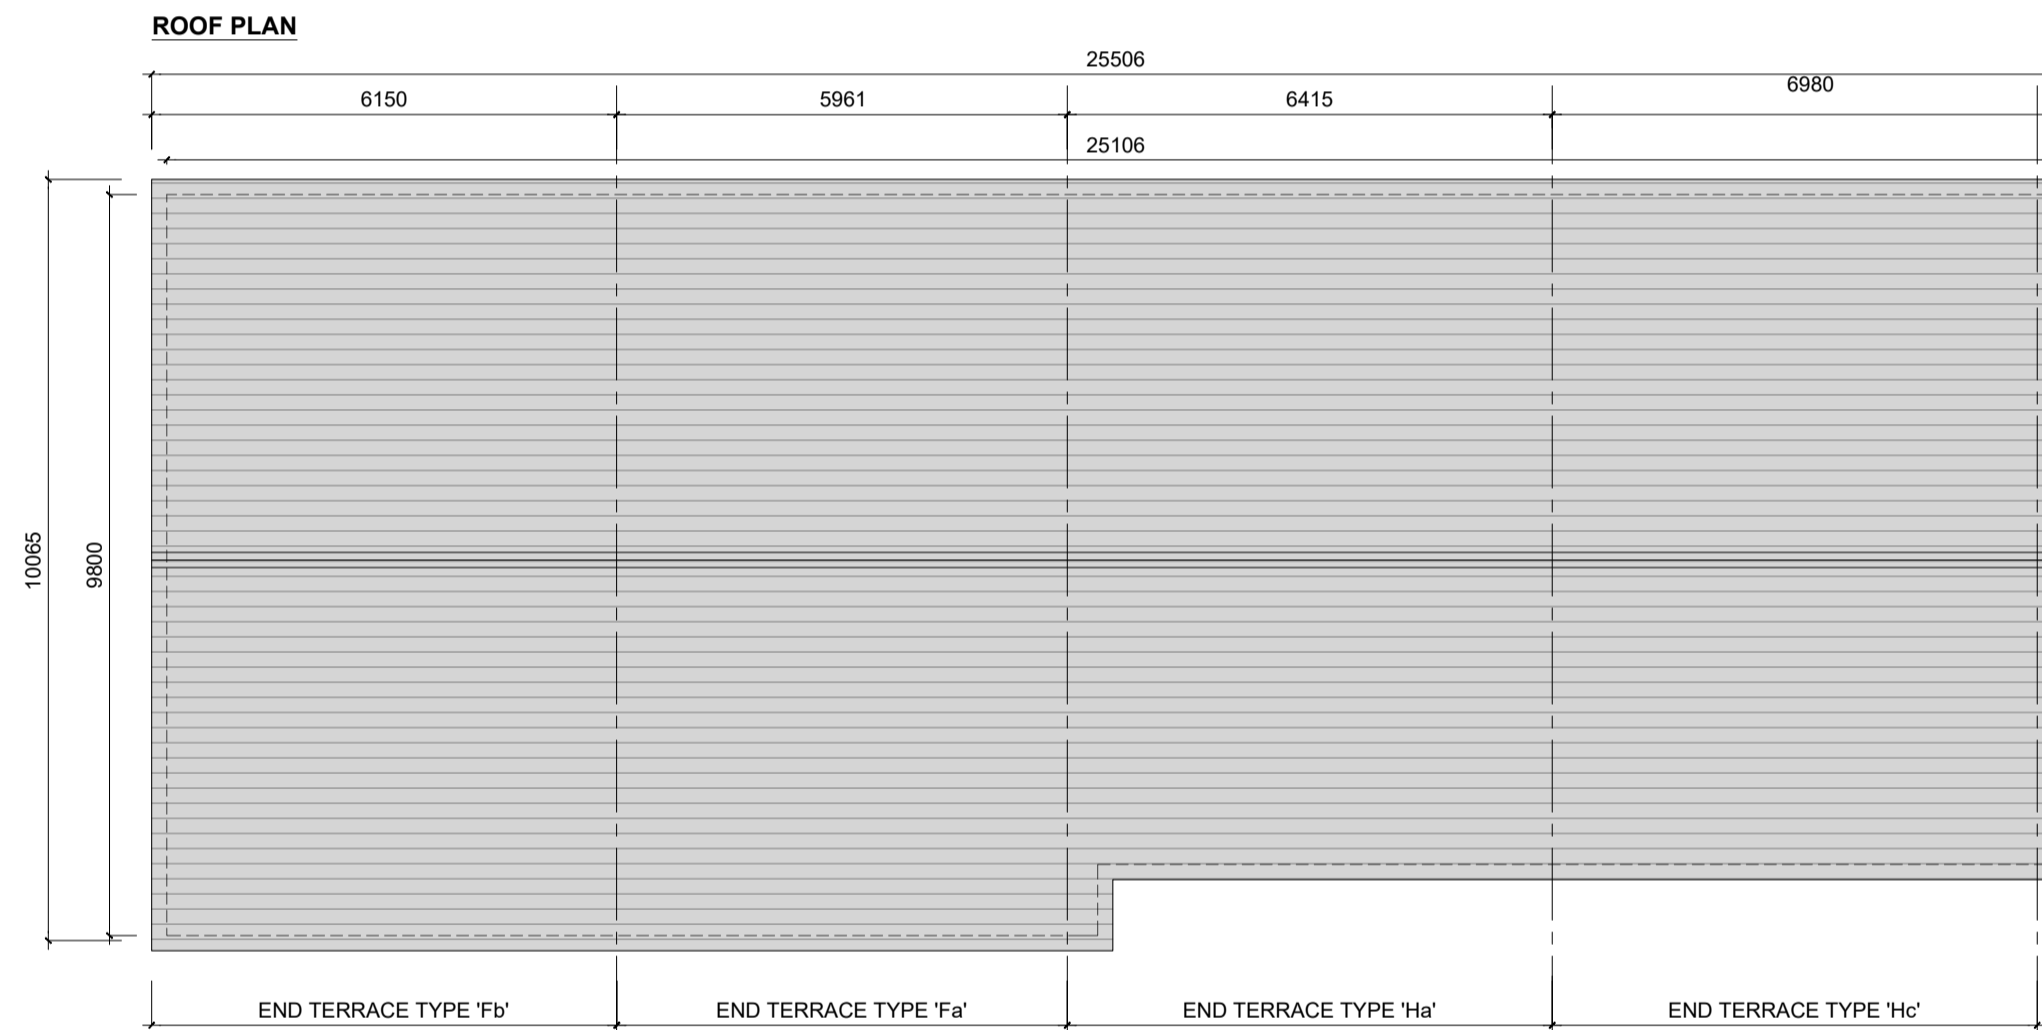 ROOF PLAN
25506
6150
5961
6415
6980
25106
10065
9800
END TERRACE TYPE 'Fb'
END TERRACE TYPE 'Fa'
END TERRACE TYPE 'Ha'
END TERRACE TYPE 'Hc'